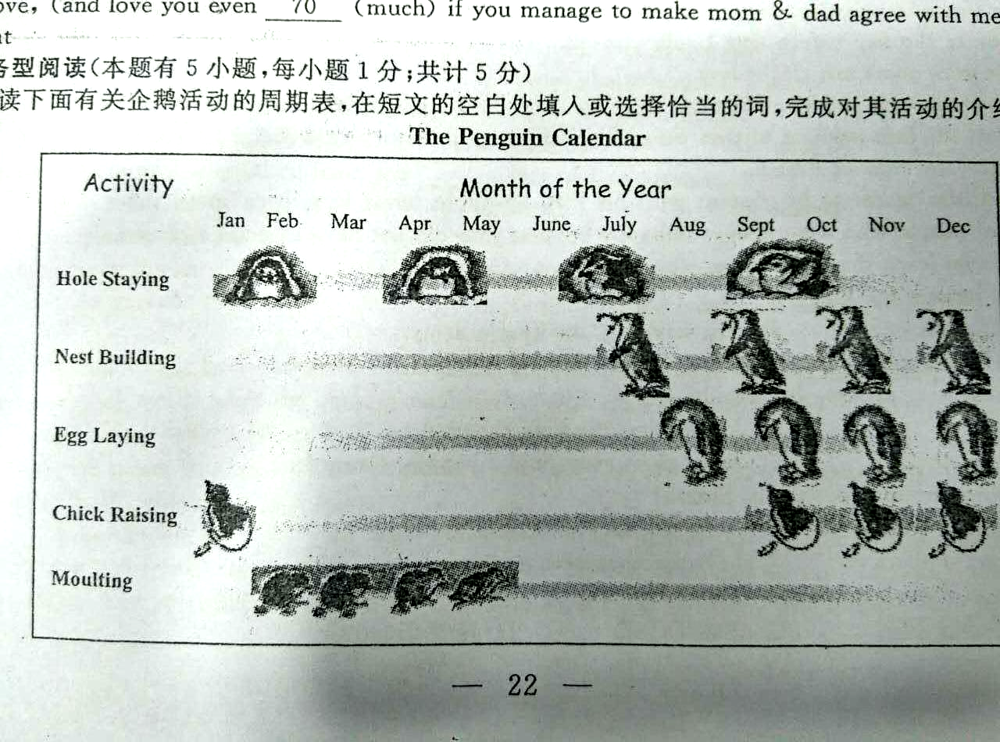 ove, (and love you even 70 (much) if you manage to make mom & dad agree with me
at
型阅读(本题有 5 小题,每小题 1 分;共计 5 分)
读下面有关企鹅活动的周期表,在短文的空白处填入或选择恰当的词,完成对其活动的介
The Penguin Calendar
Activity Month of the Year
Jan Feb Mar Apr May June July Aug Sept Oct Nov Dec
Hole Staying
Nest Building
Egg Laying
Chick Raising
Moulting
— 22 —